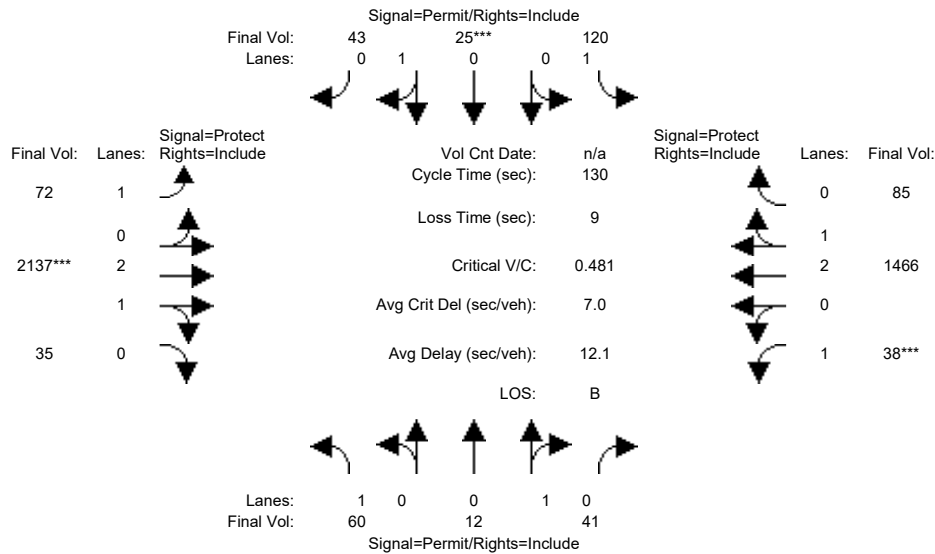 Signal=Permit/Rights=Include
Final Vol: 43 25*** 120
Lanes: 0 1 0 0 1
Signal=Protect Signal=Protect
Final Vol: Lanes: Rights=Include Vol Cnt Date: n/a Rights=Include Lanes: Final Vol:
Cycle Time (sec): 130
72 1 0 85
Loss Time (sec): 9
0 1
2137*** 2 Critical V/C: 0.481 2 1466
1 Avg Crit Del (sec/veh): 7.0 0
35 0 Avg Delay (sec/veh): 12.1 1 38***
LOS: B
Lanes: 1 0 0 1 0
Final Vol: 60 12 41
Signal=Permit/Rights=Include